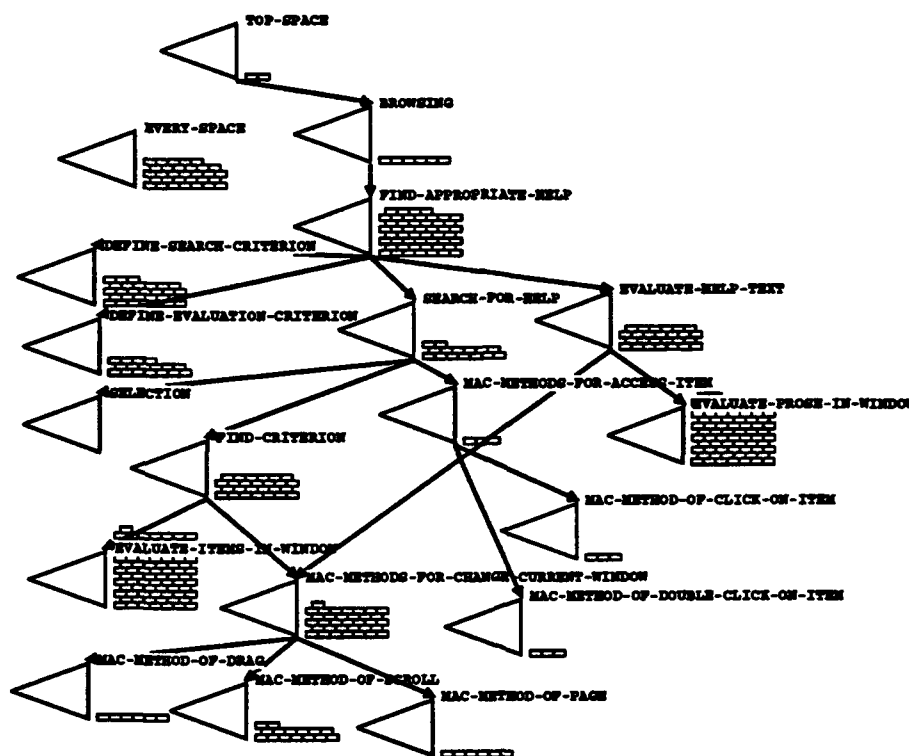 TOP-SPACE
BROWSING
EVERY-SPACE
FIND-APPROPRIATE-HELP
DEFINE-SEARCH-CRITERION
SEARCH-FOR-HELP
EVALUATE-HELP-TEXT
DEFINE-EVALUATION-CRITERION
MAC-METHODS-FOR-ACCESS-ITEM
SELECTION
EVALUATE-PROSE-IN-WINDOW
FIND-CRITERION
MAC-METHOD-OF-CLICK-ON-ITEM
EVALUATE-ITEMS-IN-WINDOW
MAC-METHODS-FOR-CHANGE-CURRENT-WINDOW
MAC-METHOD-OF-DOUBLE-CLICK-ON-ITEM
MAC-METHOD-OF-DRAG
MAC-METHOD-OF-SCROLL
MAC-METHOD-OF-PAGE